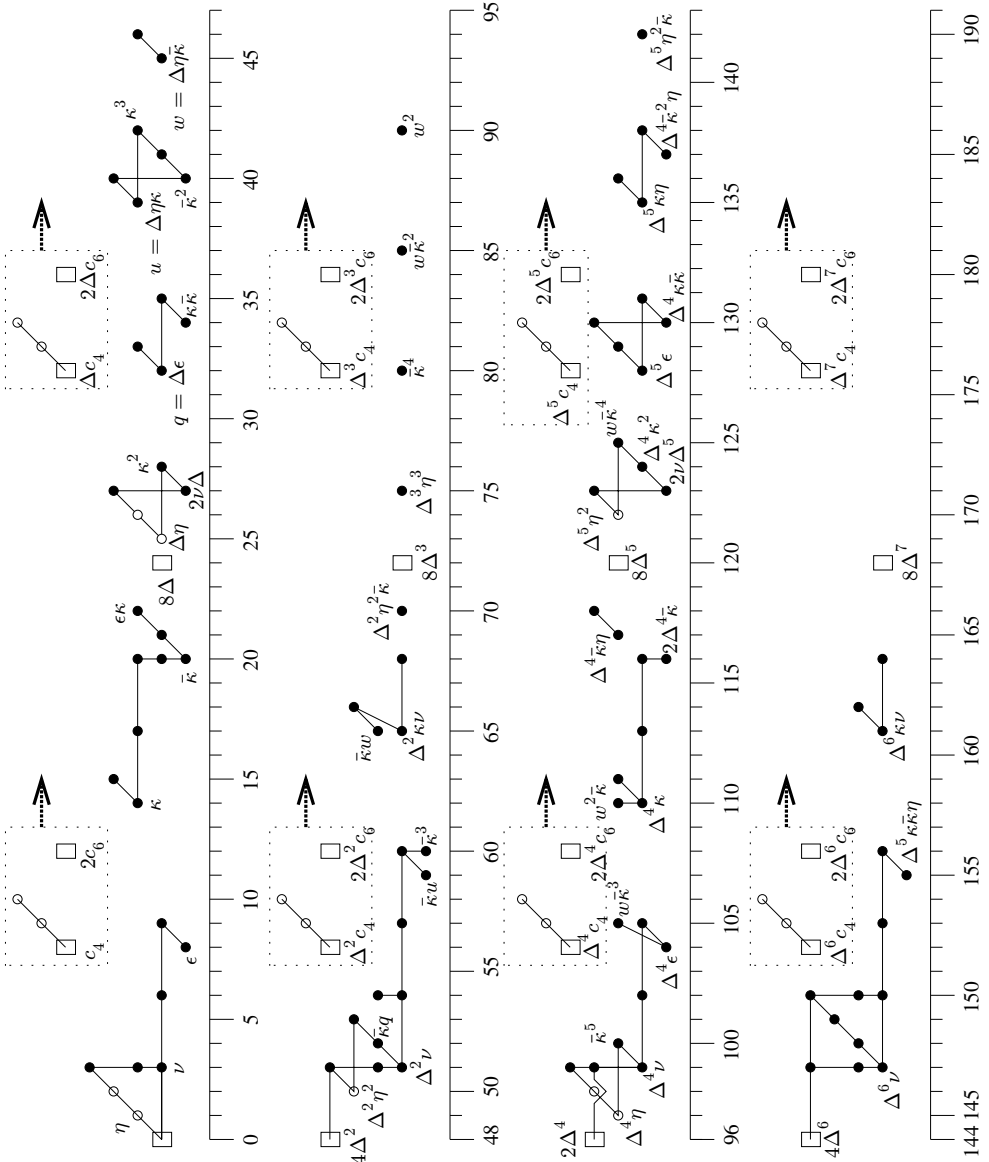 c₄ 2c₆ Δc₄ 2Δc₆
η ν ϵ κ κ̄ ϵκ 8Δ Δη 2νΔ κ² q = Δϵ κκ̄ u = Δηκ κ̄² κ³ w = Δηκ̄
0 5 10 15 20 25 30 35 40 45
Δ²c₄ 2Δ²c₆ Δ³c₄ 2Δ³c₆
4Δ² Δ²η² Δ²ν κ̄q κ̄u κ̄³ κ̄w Δ²κν Δ²η²κ̄ 8Δ³ Δ³η³ κ̄⁴ wκ̄² w²
48 50 55 60 65 70 75 80 85 90 95
Δ⁴c₄ 2Δ⁴c₆ Δ⁵c₄ 2Δ⁵c₆
2Δ⁴ Δ⁴η Δ⁴ν κ̄⁵ Δ⁴ϵ wκ̄³ Δ⁴κ w²κ̄ 2Δ⁴κ̄ Δ⁴κ̄η 8Δ⁵ Δ⁵η² 2νΔ⁵ Δ⁴κ² wκ̄⁴ Δ⁵ϵ Δ⁴κκ̄ Δ⁵κη Δ⁴κ̄²η Δ⁵η²κ̄
96 100 105 110 115 120 125 130 135 140
Δ⁶c₄ 2Δ⁶c₆ Δ⁷c₄ 2Δ⁷c₆
4Δ⁶ Δ⁶ν Δ⁵κκ̄η Δ⁶κν 8Δ⁷
144 145 150 155 160 165 170 175 180 185 190